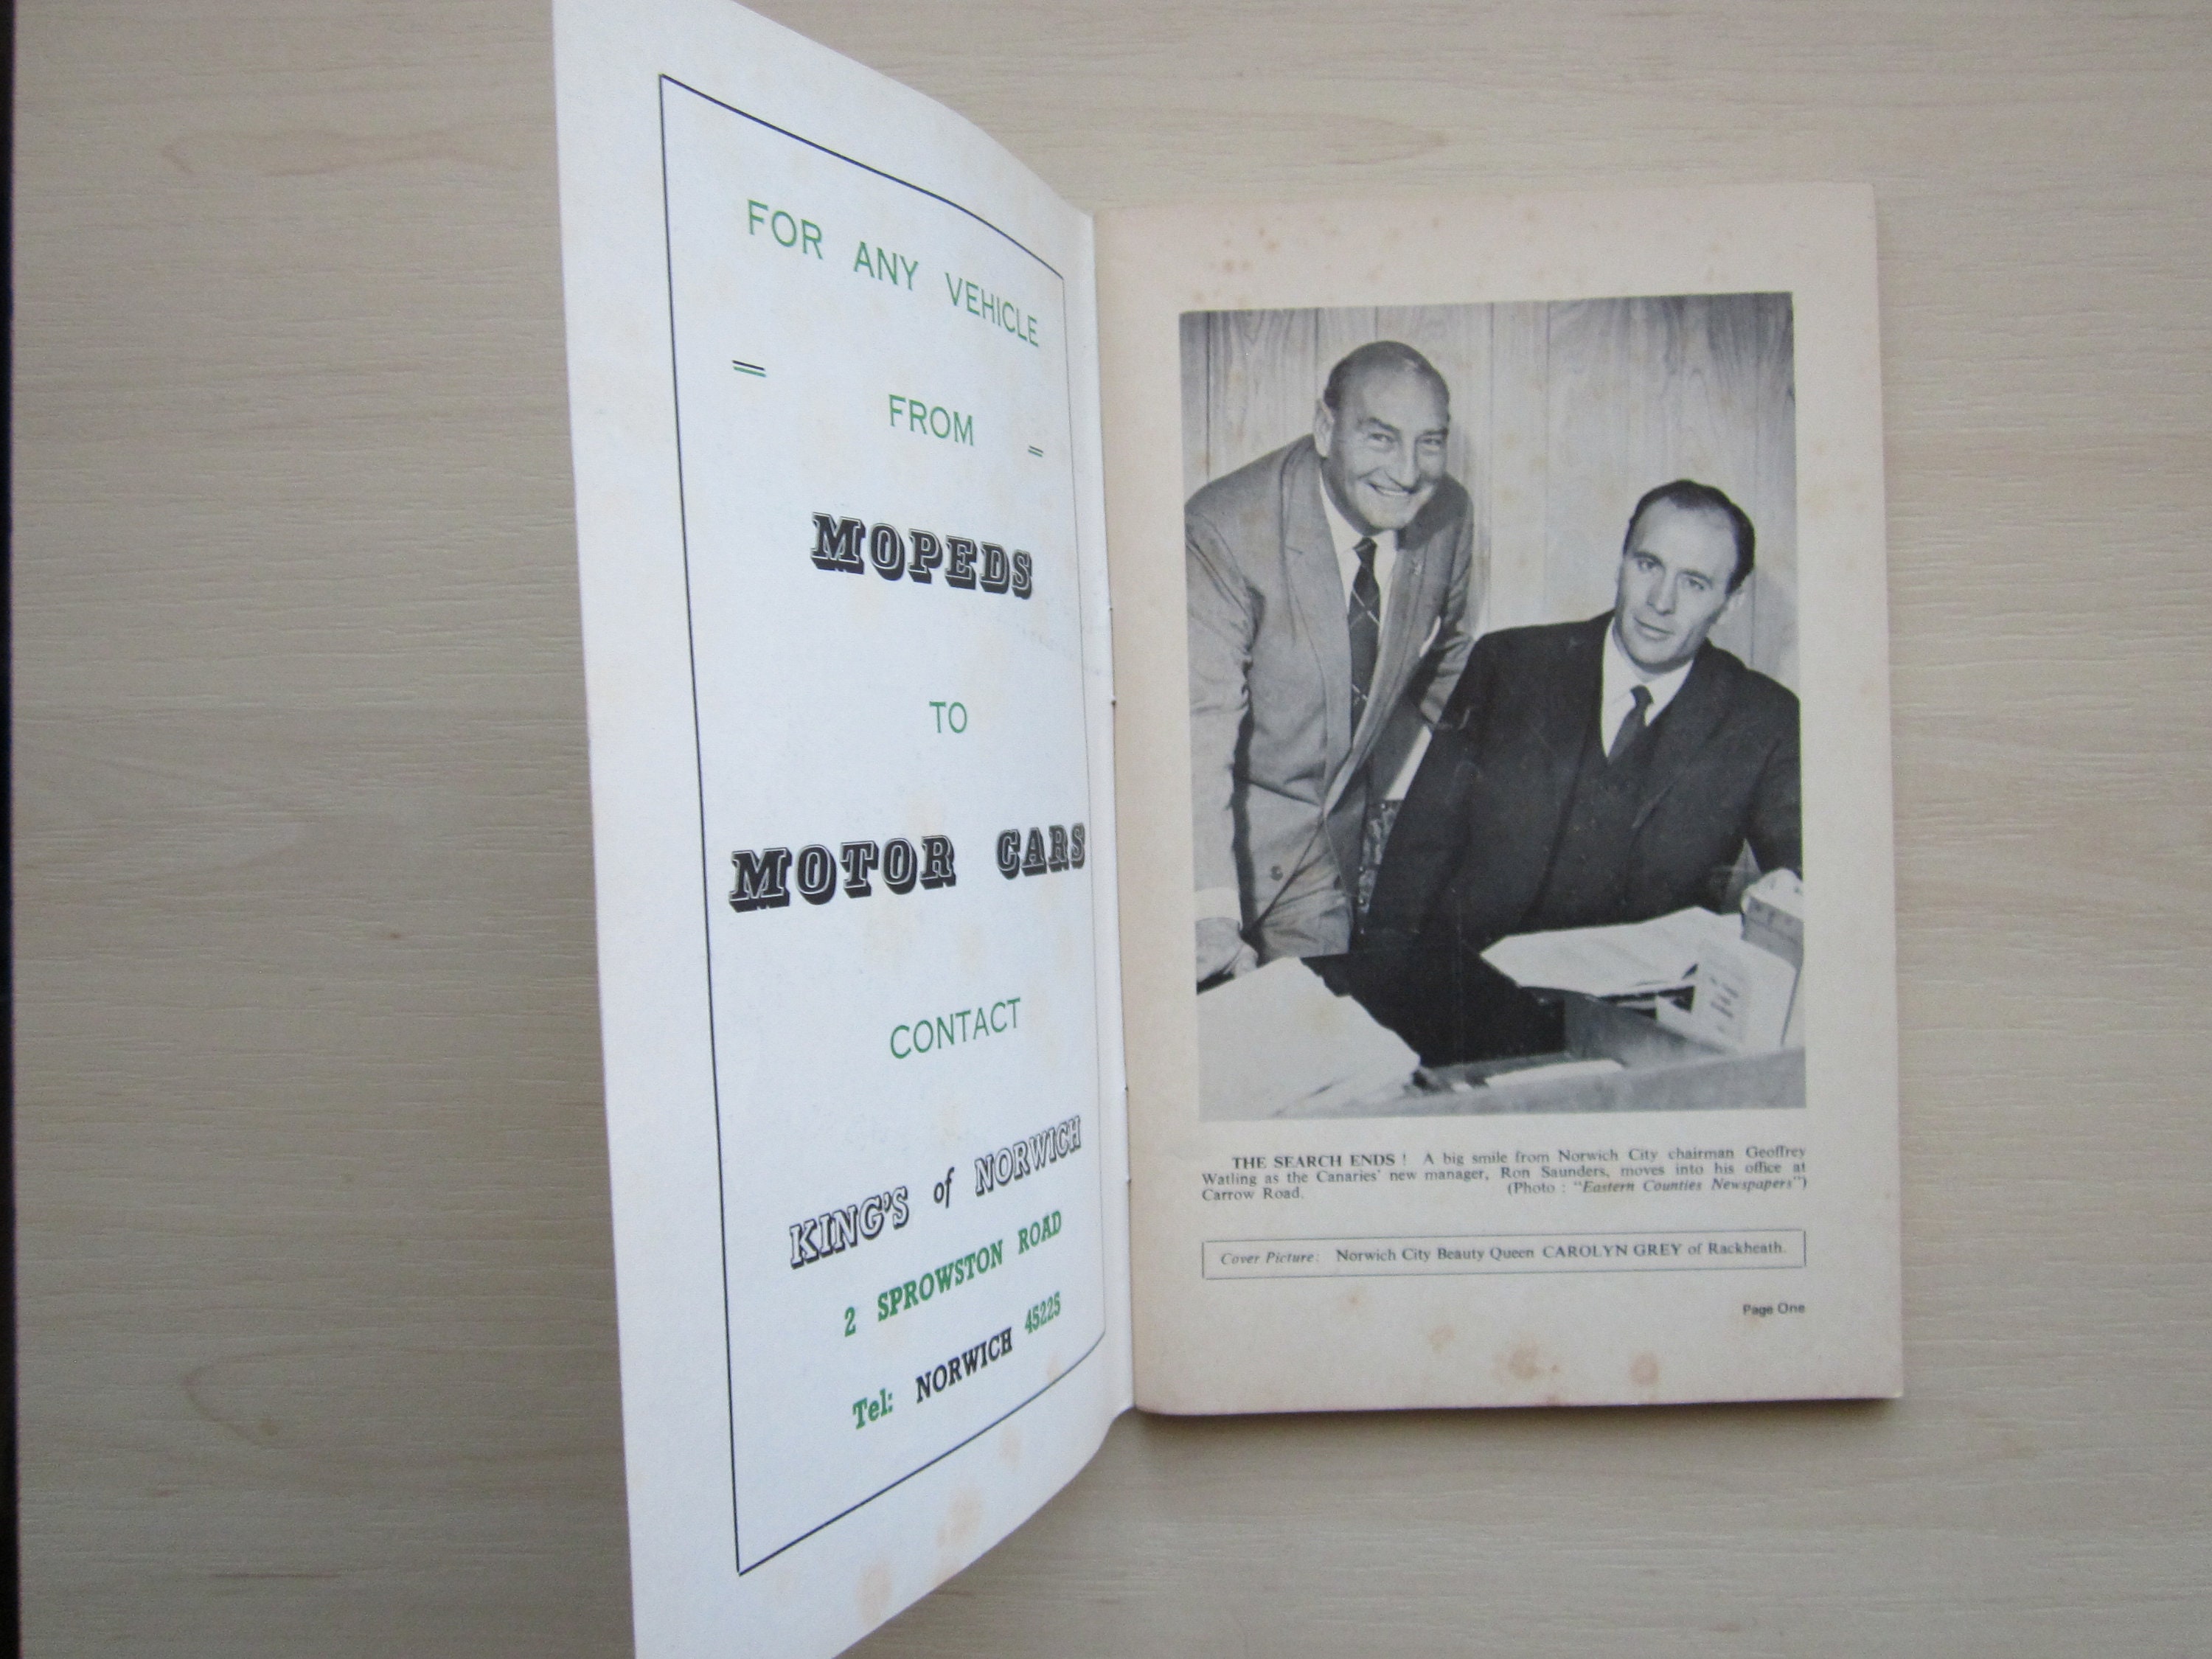 FOR ANY VEHICLE
FROM
MOPEDS
TO
MOTOR CARS
CONTACT
KING'S of NORWICH
2 SPROWSTON ROAD
Tel: NORWICH 45225
THE SEARCH ENDS! A big smile from Norwich City chairman Geoffrey
Watling as the Canaries' new manager, Ron Saunders, moves into his office at
Carrow Road. (Photo: "Eastern Counties Newspapers")
Cover Picture: Norwich City Beauty Queen CAROLYN GREY of Rackheath.
Page One